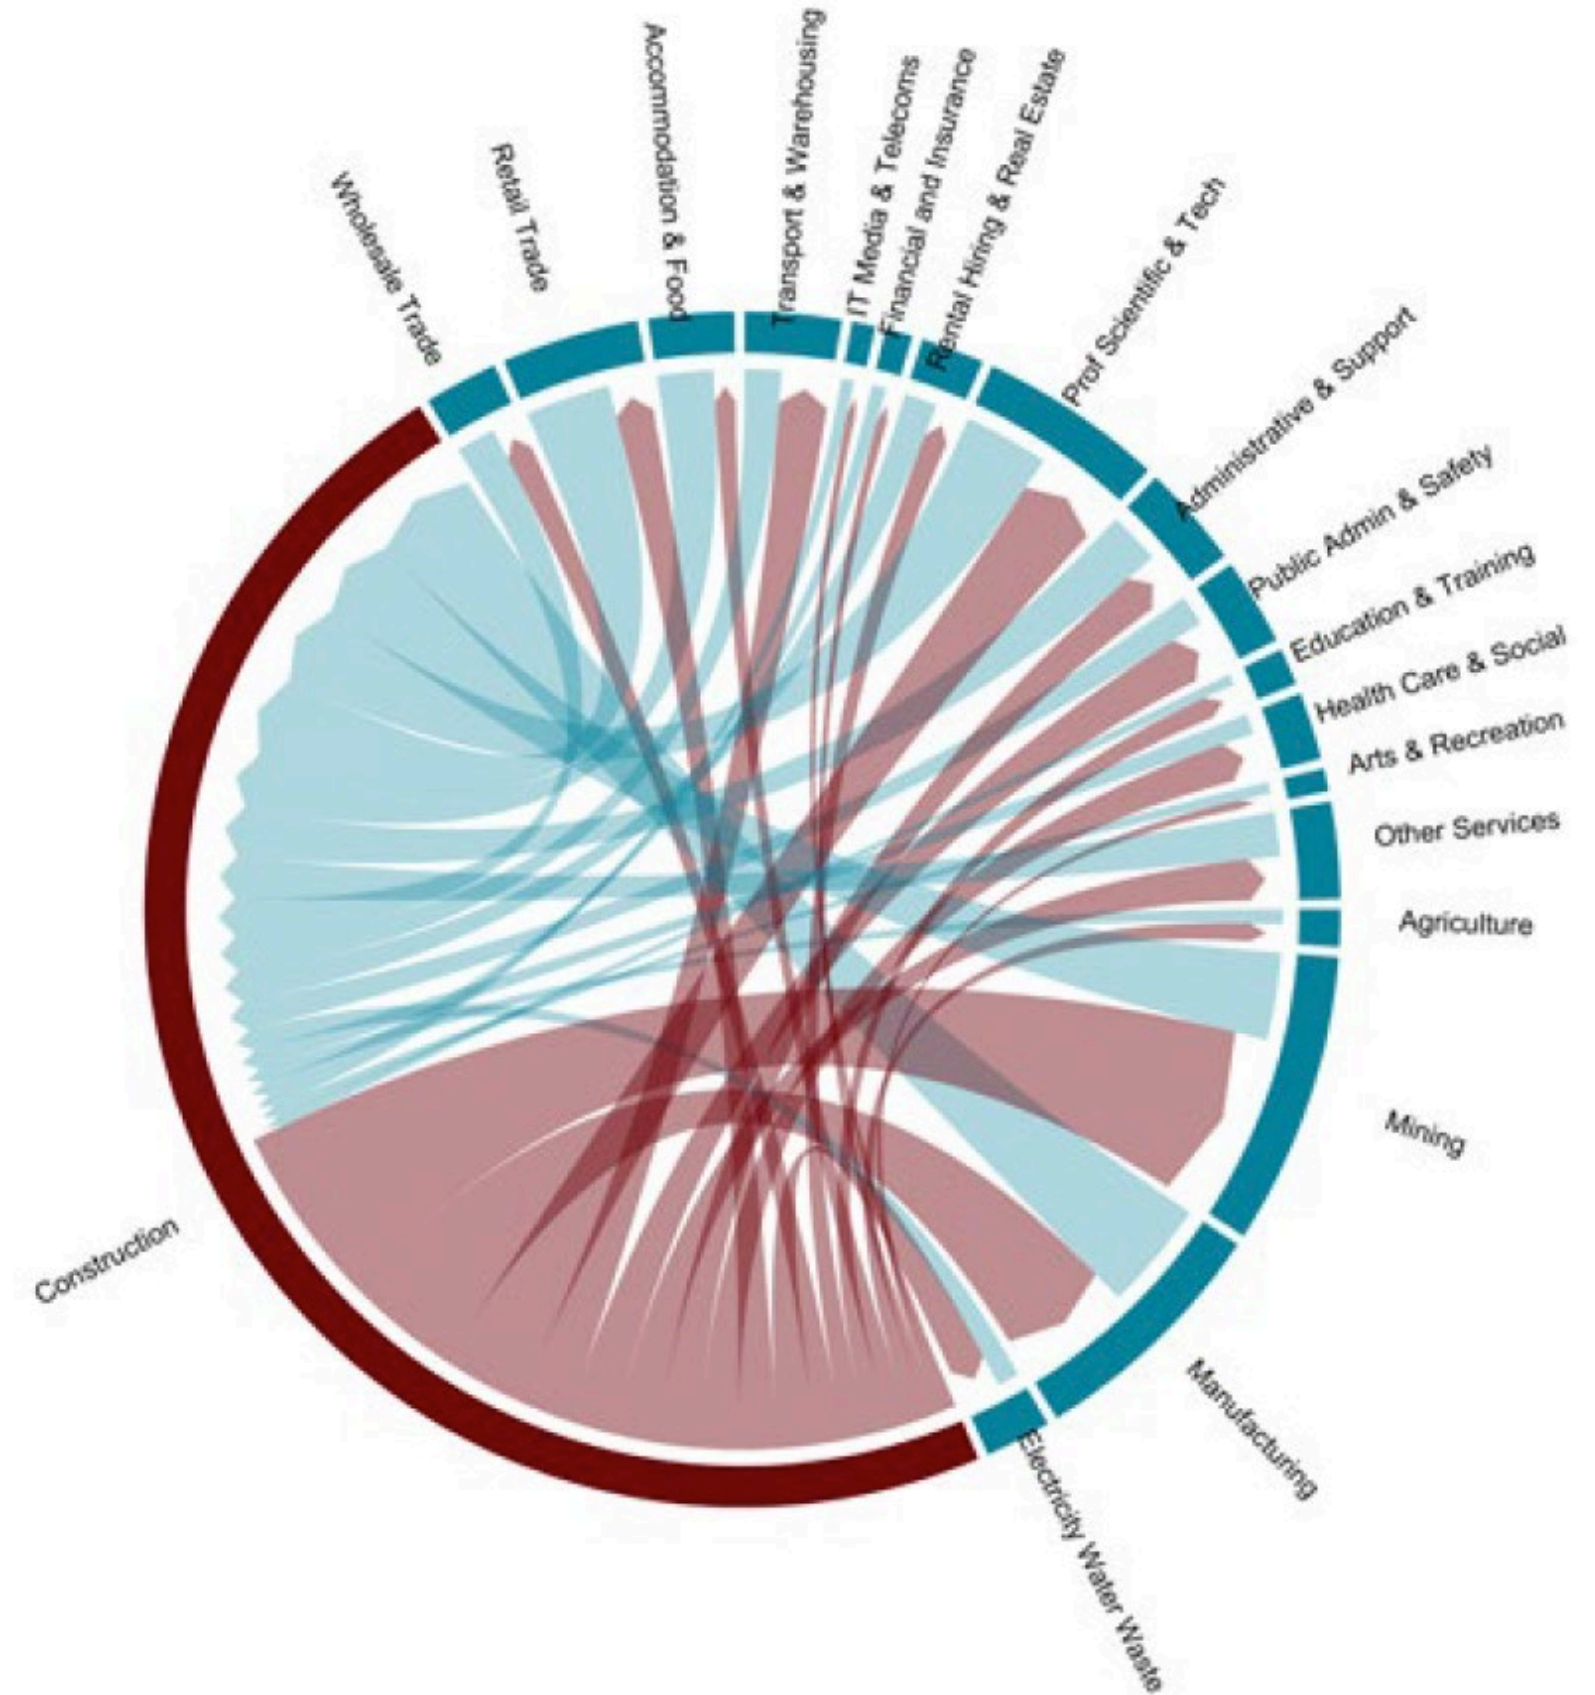 Wholesale Trade
Retail Trade
Accommodation & Food
Transport & Warehousing
IT Media & Telecoms
Financial and Insurance
Rental Hiring & Real Estate
Prof Scientific & Tech
Administrative & Support
Public Admin & Safety
Education & Training
Health Care & Social
Arts & Recreation
Other Services
Agriculture
Mining
Manufacturing
Electricity Water Waste
Construction